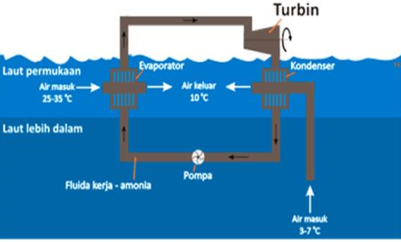 Turbin
Evaporator
Kondenser
Laut permukaan
Air masuk
25-35 °C
Air keluar
10 °C
Laut lebih dalam
Fluida kerja - amonia
Pompa
Air masuk
3-7 °C